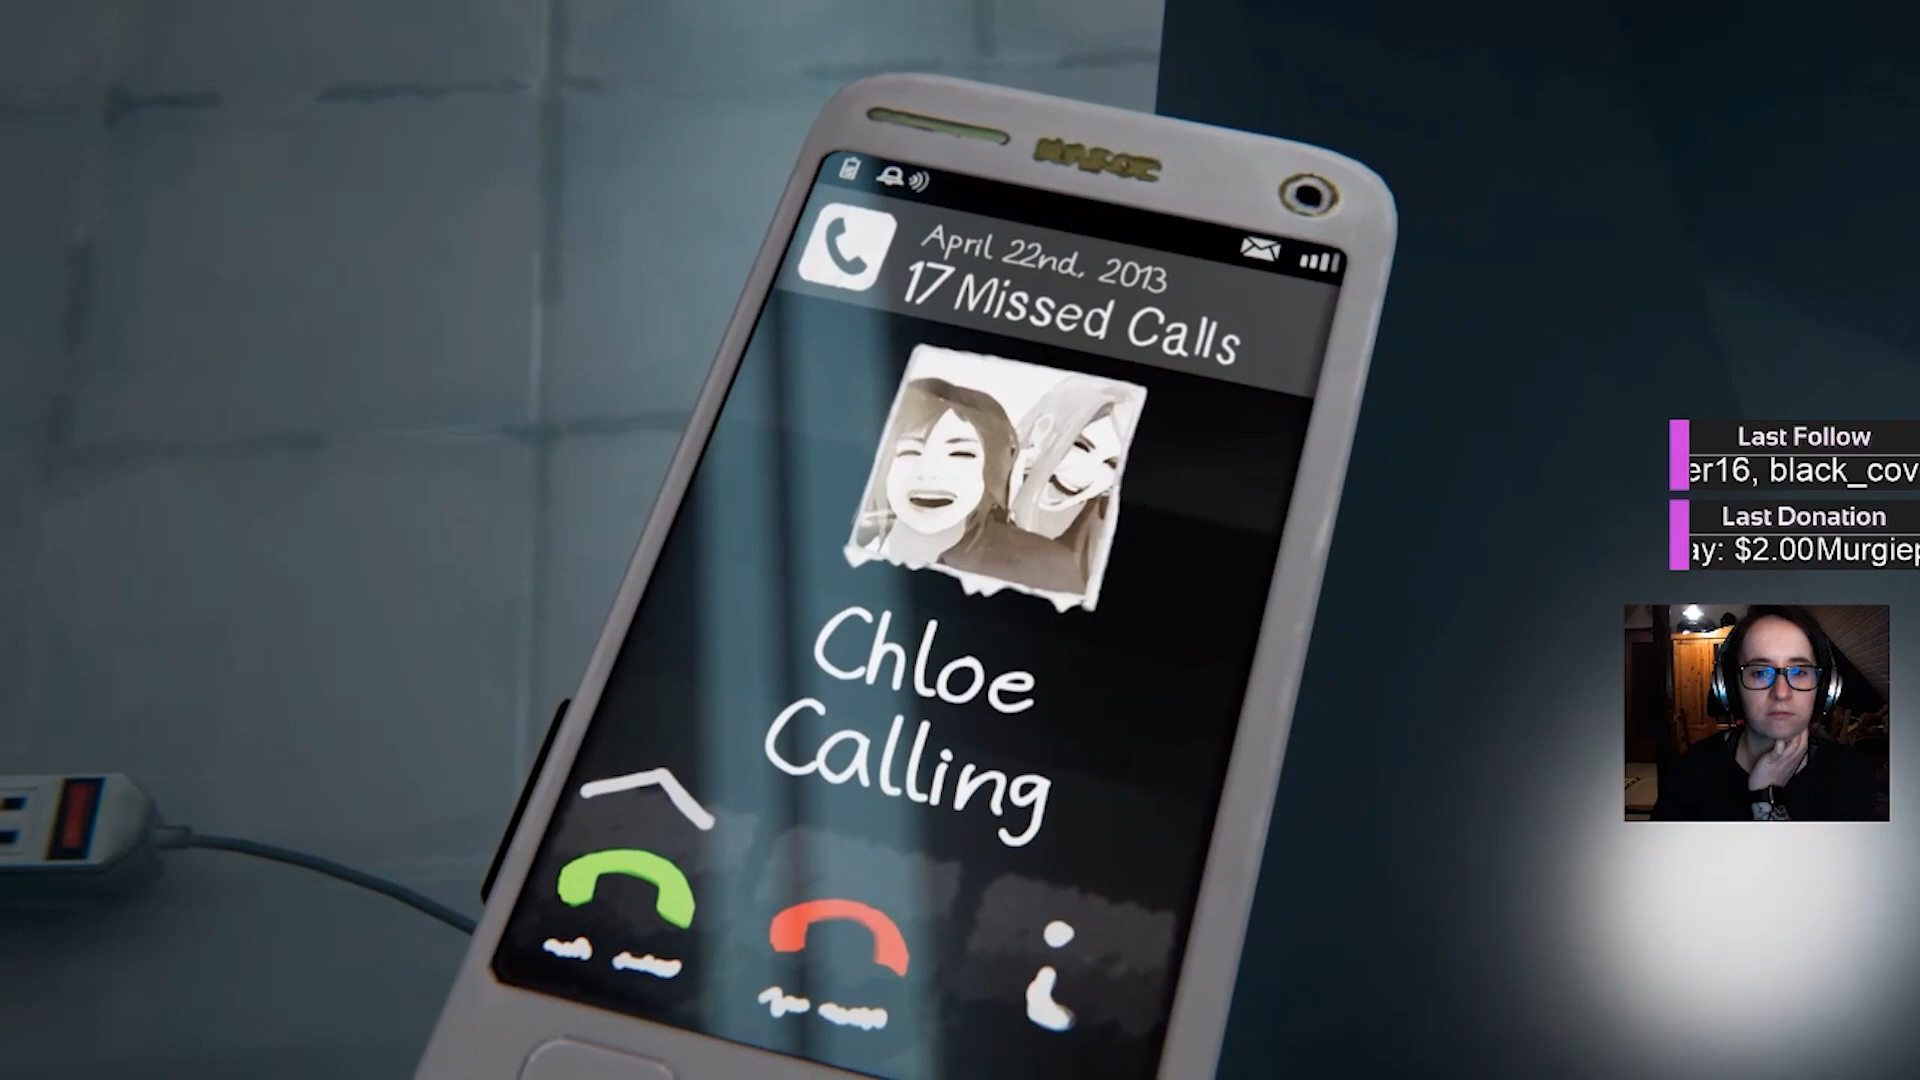 April 22nd, 2013
17 Missed Calls
Chloe
Calling
Last Follow
er16, black_cov
Last Donation
ay: $2.00Murgiep